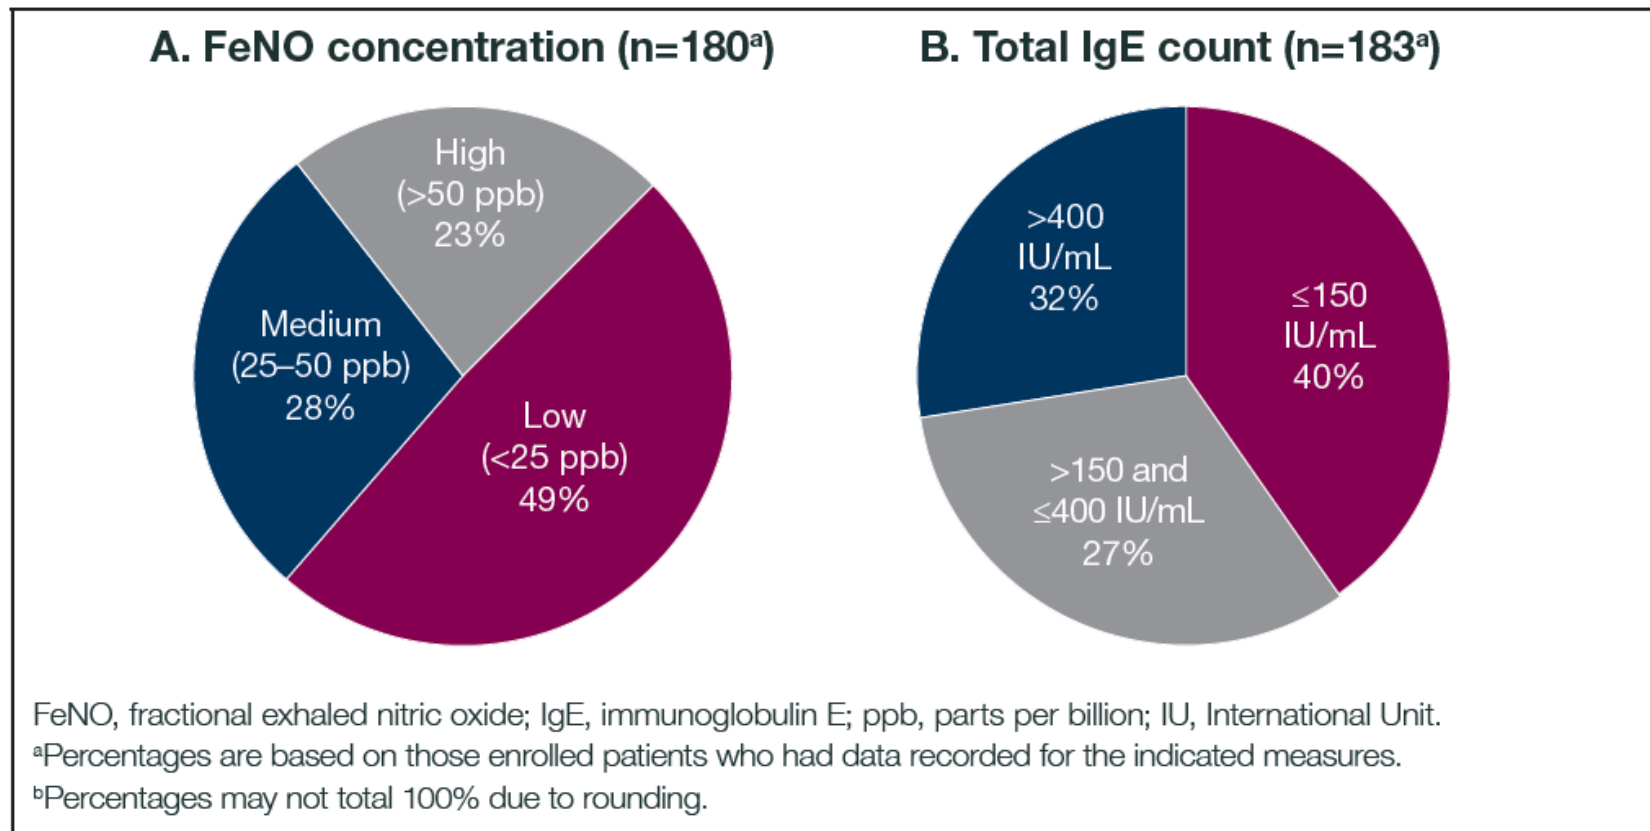 A. FeNO concentration (n=180ᵃ)
High
(>50 ppb)
23%
Medium
(25–50 ppb)
28%
Low
(<25 ppb)
49%
B. Total IgE count (n=183ᵃ)
>400
IU/mL
32%
≤150
IU/mL
40%
>150 and
≤400 IU/mL
27%
FeNO, fractional exhaled nitric oxide; IgE, immunoglobulin E; ppb, parts per billion; IU, International Unit.
ᵃPercentages are based on those enrolled patients who had data recorded for the indicated measures.
ᵇPercentages may not total 100% due to rounding.